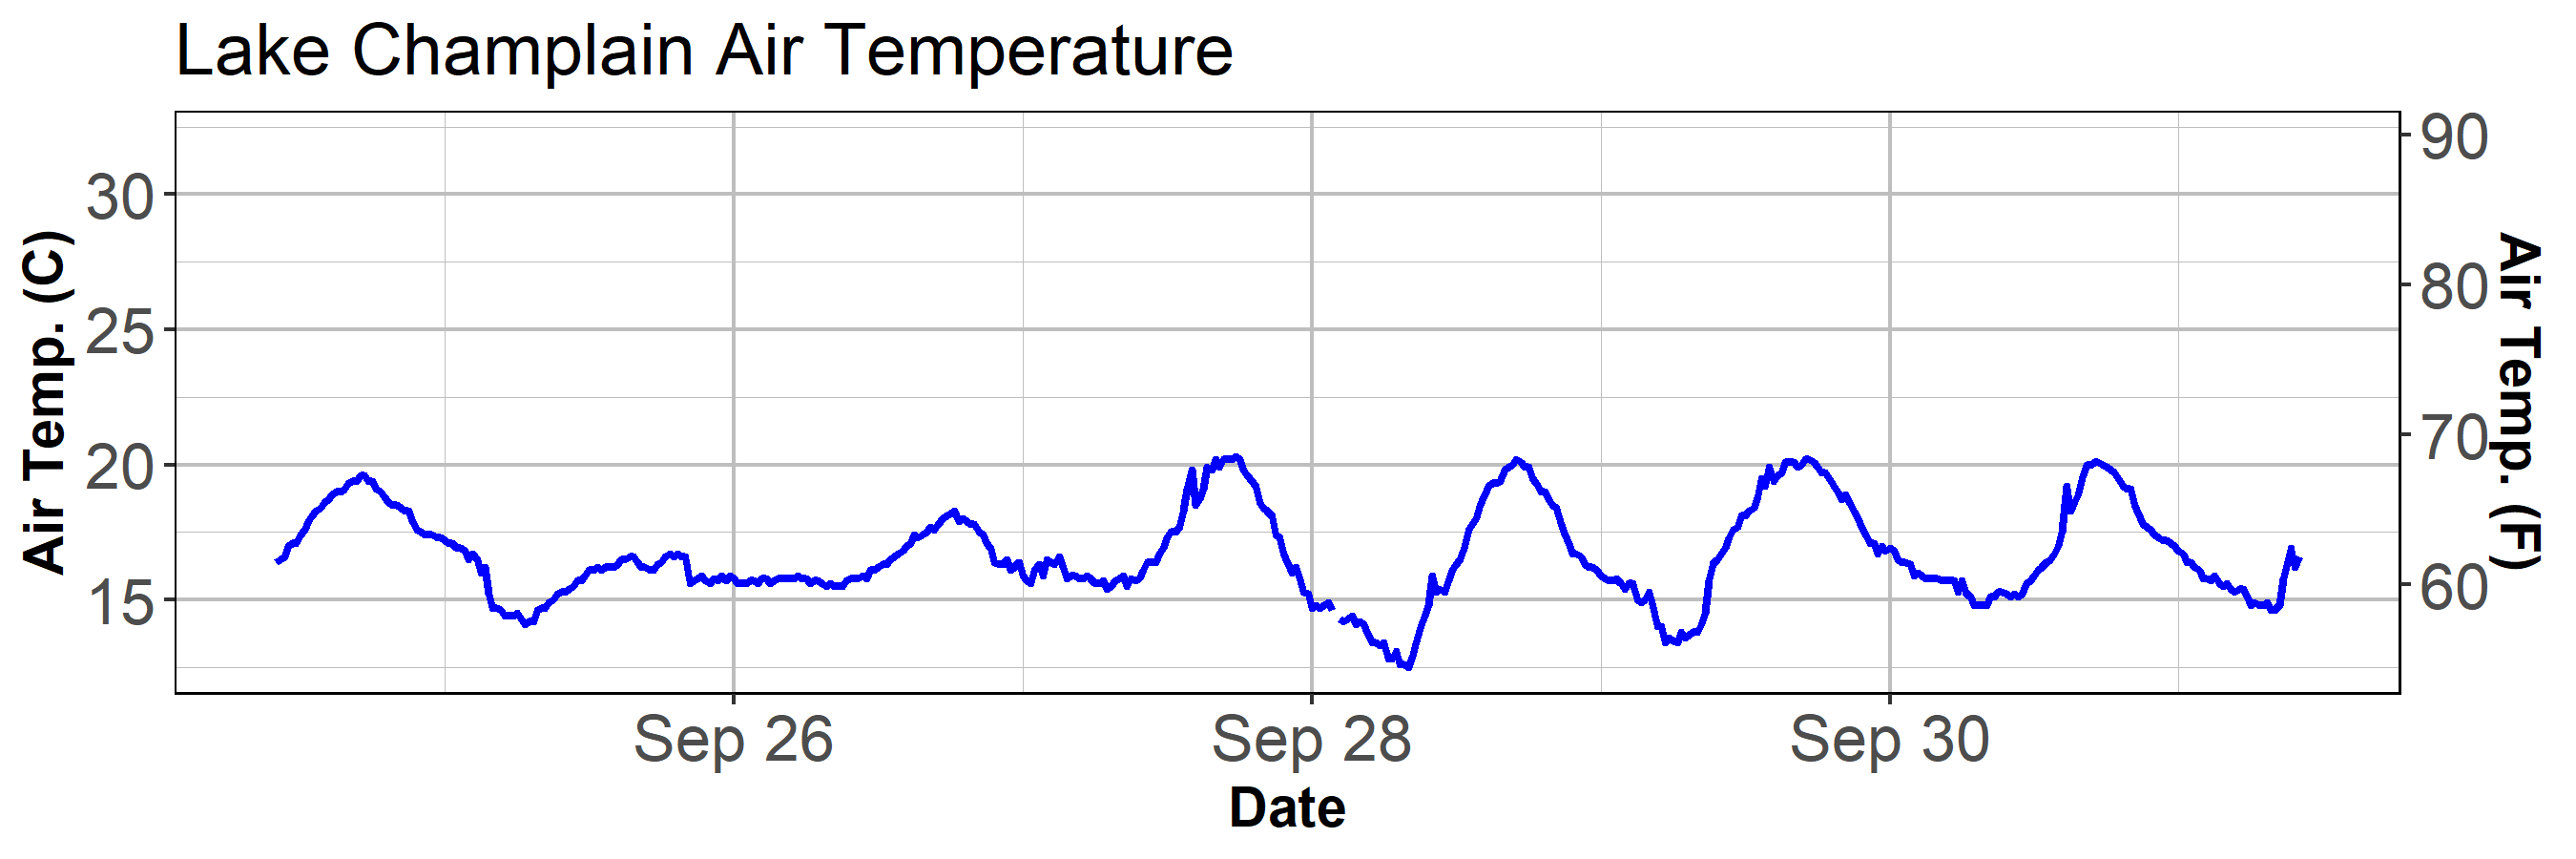 Lake Champlain Air Temperature
Air Temp. (C)
30
25
20
15
90
80
70
60
Air Temp. (F)
Sep 26
Sep 28
Sep 30
Date